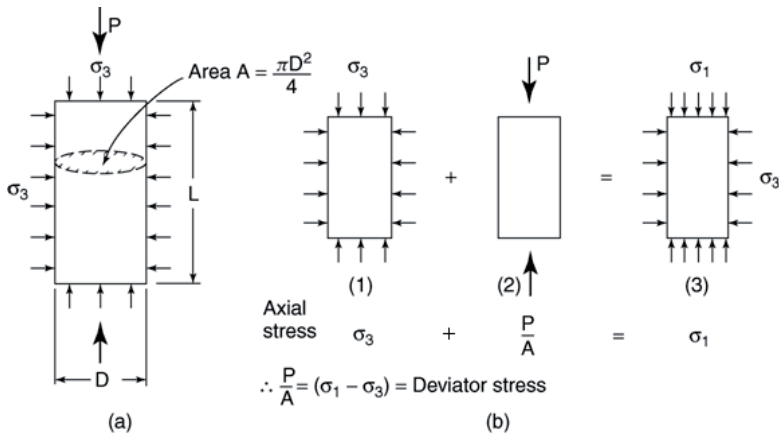 P
σ3
Area A = πD²/4
σ3
L
D
(a)
σ3
P
σ1
+
=
σ3
(1)
(2)
(3)
Axial
stress σ3 + P/A = σ1
∴ P/A = (σ1 − σ3) = Deviator stress
(b)